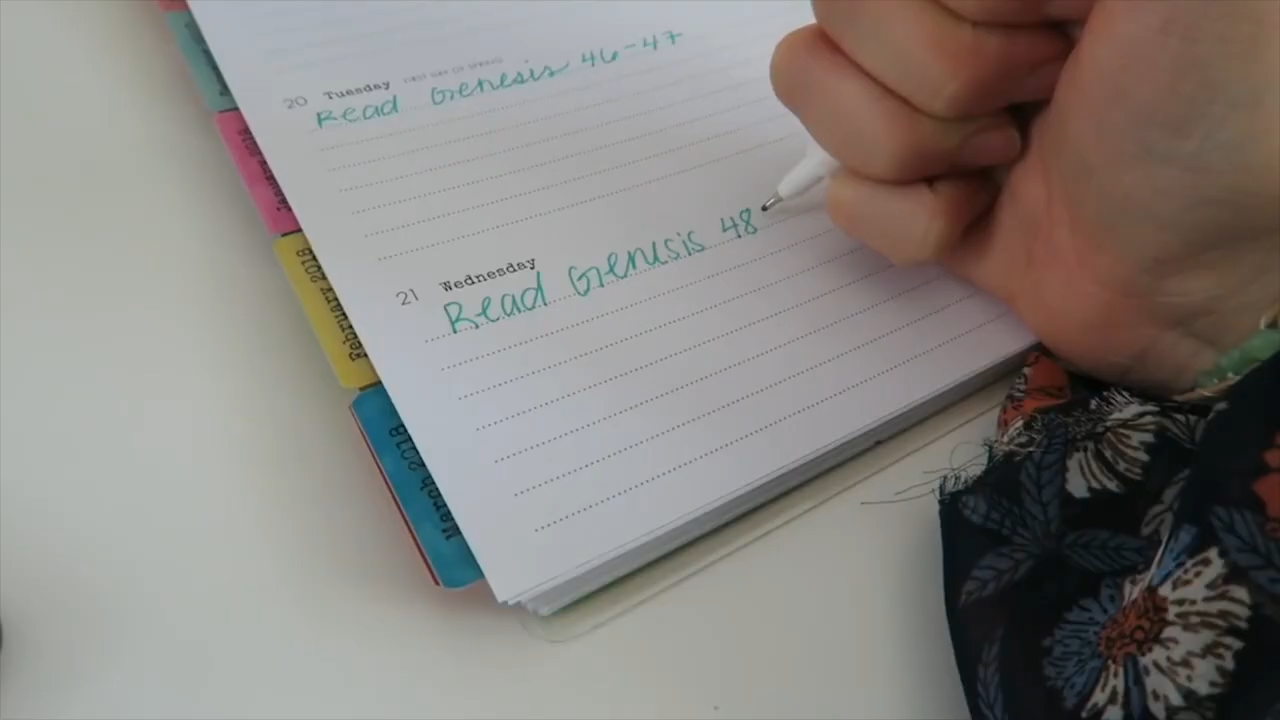 20 Tuesday FIRST DAY OF SPRING
Read Genesis 46-47
21 Wednesday
Read Genesis 48
January 2018
February 2018
March 2018